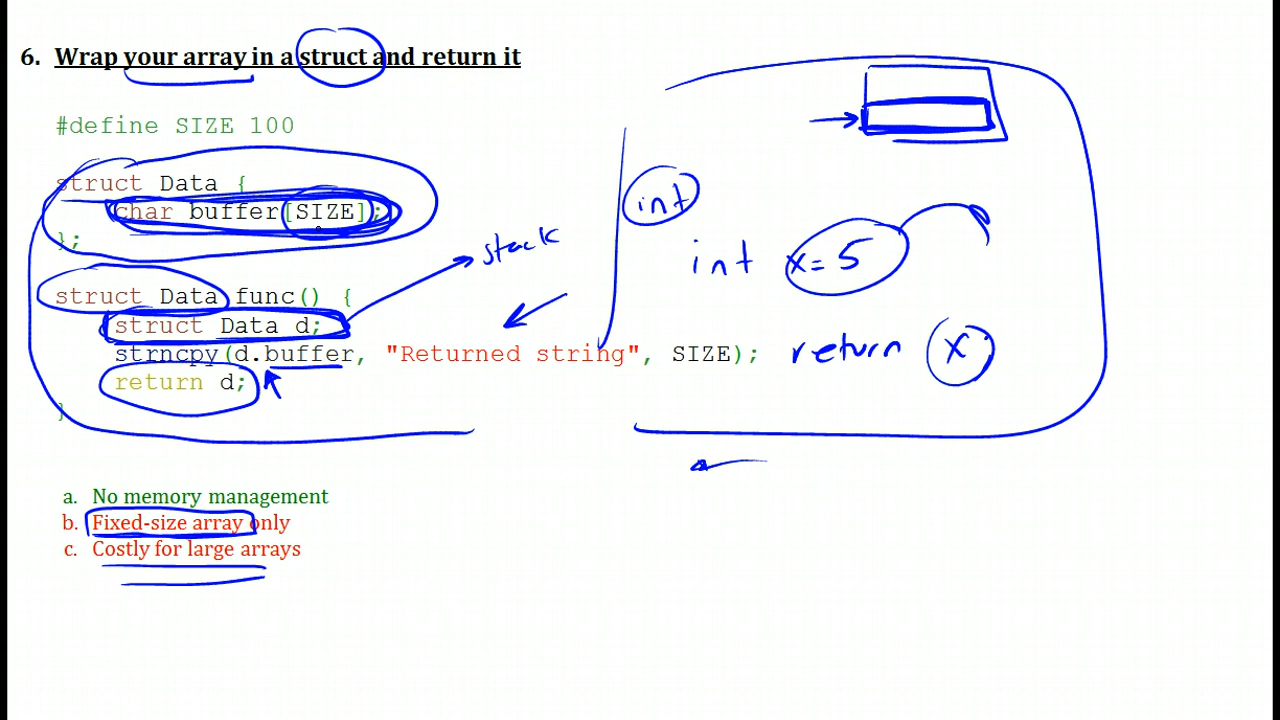 6. Wrap your array in a struct and return it
#define SIZE 100
struct Data {
char buffer[SIZE];
};
struct Data func() {
struct Data d;
strncpy(d.buffer, "Returned string", SIZE);
return d;
}
stack
int
int x = 5
return x;
a. No memory management
b. Fixed-size array only
c. Costly for large arrays